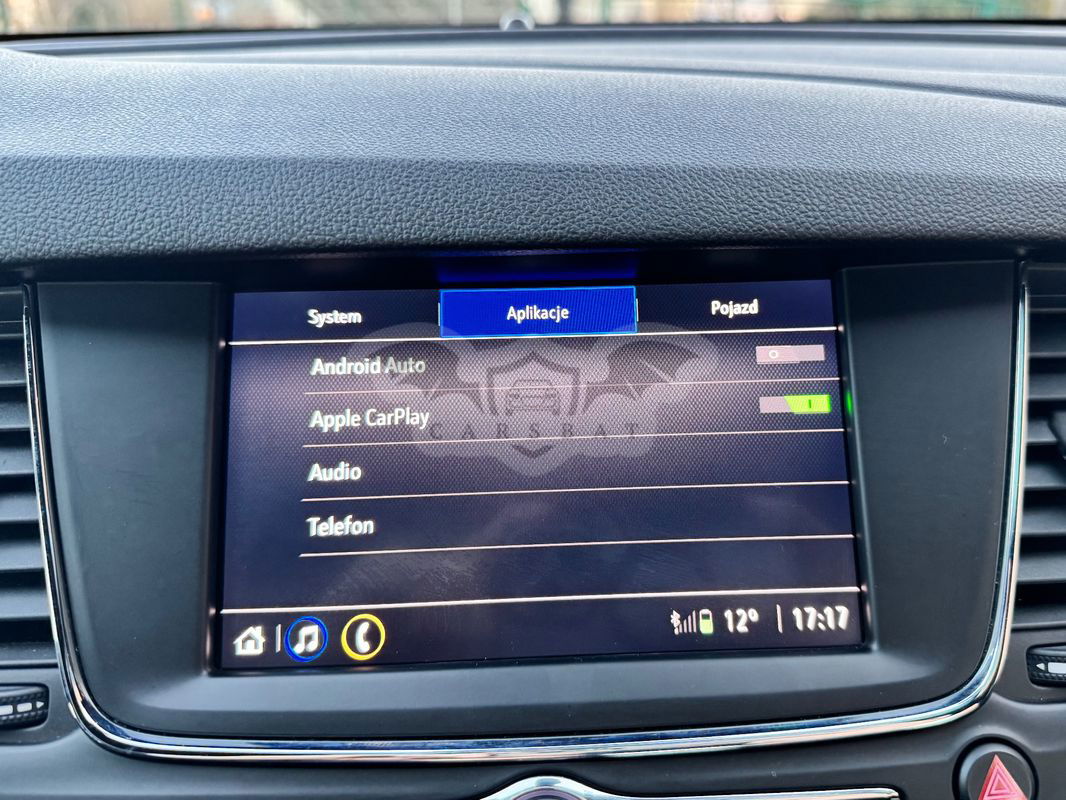 System Aplikacje Pojazd
Android Auto
Apple CarPlay
CARSBAT
Audio
Telefon
12° 17:17